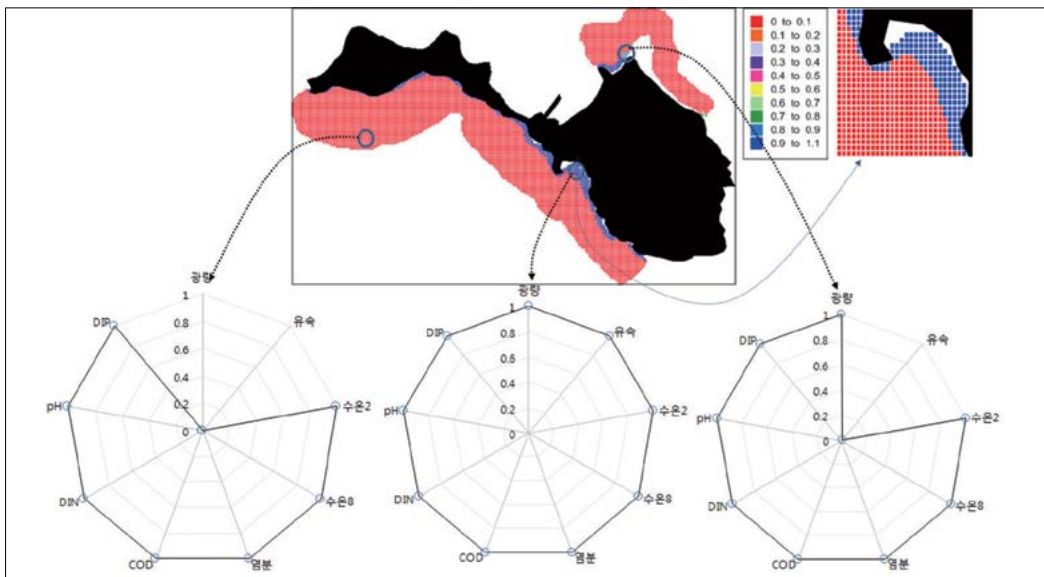 0 to 0.1
0.1 to 0.2
0.2 to 0.3
0.3 to 0.4
0.4 to 0.5
0.5 to 0.6
0.6 to 0.7
0.7 to 0.8
0.8 to 0.9
0.9 to 1.1
광량
1
0.8
0.6
0.4
0.2
0
유속
수온2
수온8
염분
COD
DIN
pH
DIP
광량
1
0.8
0.6
0.4
0.2
0
유속
수온2
수온8
염분
COD
DIN
pH
DIP
광량
1
0.8
0.6
0.4
0.2
0
유속
수온2
수온8
염분
COD
DIN
pH
DIP